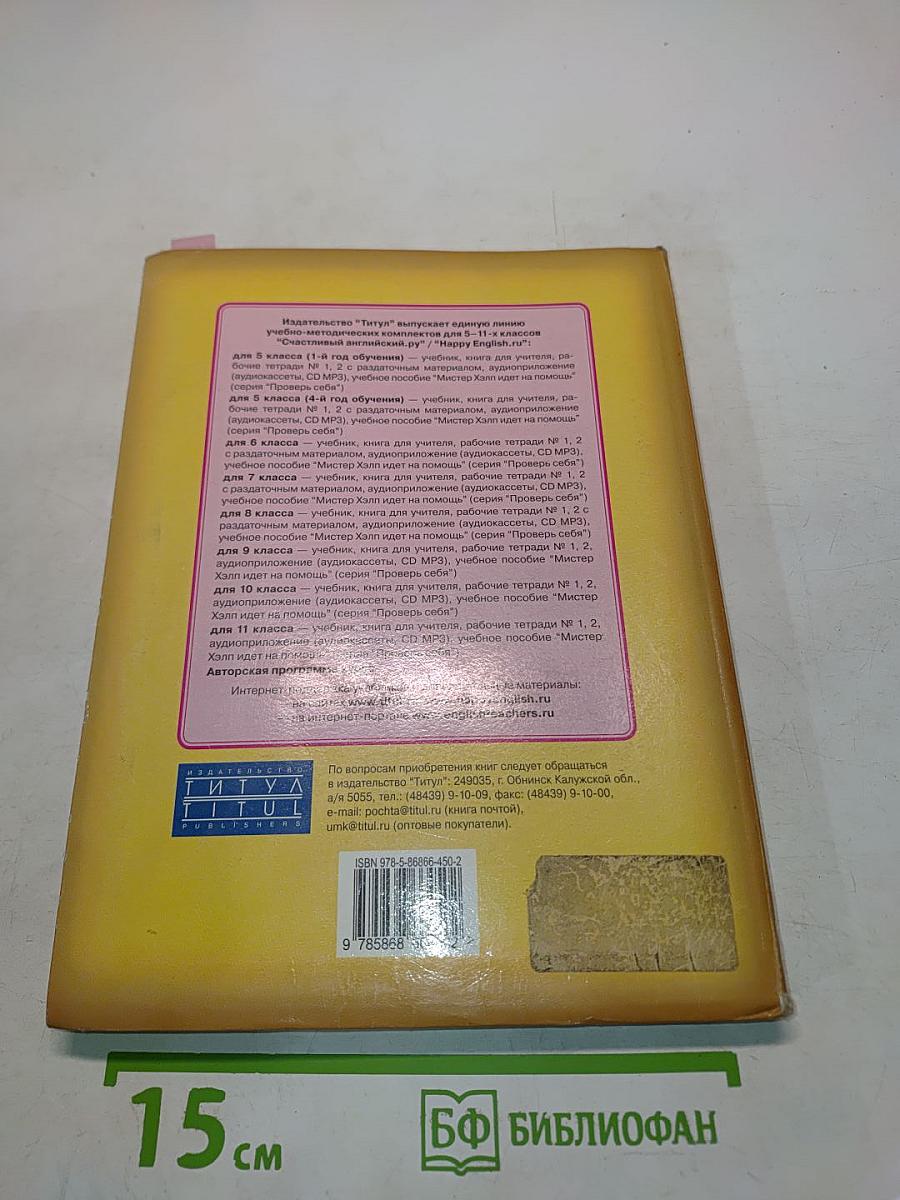 Издательство "Титул" выпускает единую линию
учебно-методических комплектов для 5–11-х классов
"Счастливый английский.ру" / "Happy English.ru":
для 5 класса (1-й год обучения) — учебник, книга для учителя, ра-
бочие тетради № 1, 2 с раздаточным материалом, аудиоприложение
(аудиокассеты, CD MP3), учебное пособие "Мистер Хэлп идет на помощь"
(серия "Проверь себя")
для 5 класса (4-й год обучения) — учебник, книга для учителя, ра-
бочие тетради № 1, 2 с раздаточным материалом, аудиоприложение
(аудиокассеты, CD MP3), учебное пособие "Мистер Хэлп идет на помощь"
(серия "Проверь себя")
для 6 класса — учебник, книга для учителя, рабочие тетради № 1, 2
с раздаточным материалом, аудиоприложение (аудиокассеты, CD MP3),
учебное пособие "Мистер Хэлп идет на помощь" (серия "Проверь себя")
для 7 класса — учебник, книга для учителя, рабочие тетради № 1, 2
с раздаточным материалом, аудиоприложение (аудиокассеты, CD MP3),
учебное пособие "Мистер Хэлп идет на помощь" (серия "Проверь себя")
для 8 класса — учебник, книга для учителя, рабочие тетради № 1, 2 с
раздаточным материалом, аудиоприложение (аудиокассеты, CD MP3),
учебное пособие "Мистер Хэлп идет на помощь" (серия "Проверь себя")
для 9 класса — учебник, книга для учителя, рабочие тетради № 1, 2,
аудиоприложение (аудиокассеты, CD MP3), учебное пособие "Мистер
Хэлп идет на помощь" (серия "Проверь себя")
для 10 класса — учебник, книга для учителя, рабочие тетради № 1, 2,
аудиоприложение (аудиокассеты, CD MP3), учебное пособие "Мистер
Хэлп идет на помощь" (серия "Проверь себя")
для 11 класса — учебник, книга для учителя, рабочие тетради № 1, 2,
аудиоприложение (аудиокассеты, CD MP3), учебное пособие "Мистер
Хэлп идет на помощь" (серия "Проверь себя")
Авторская программа
материалы:
на сайтах
на интернет-портале www.englishteachers.ru
ИЗДАТЕЛЬСТВО
ТИТУЛ
TITUL
PUBLISHERS
По вопросам приобретения книг следует обращаться
в издательство "Титул": 249035, г. Обнинск Калужской обл.,
а/я 5055, тел.: (48439) 9-10-09, факс: (48439) 9-10-00,
e-mail: pochta@titul.ru (книга почтой),
umk@titul.ru (оптовые покупатели).
ISBN 978-5-86866-450-2
15 см
БФ БИБЛИОФАН